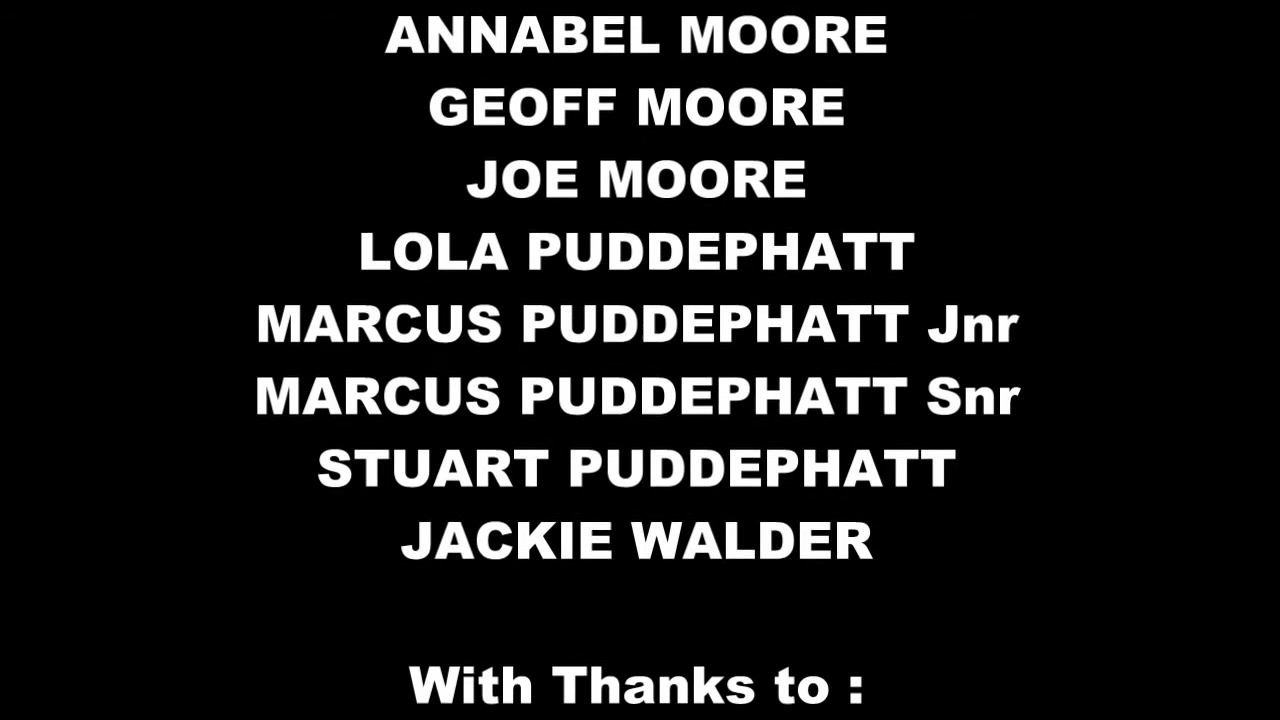 ANNABEL MOORE
GEOFF MOORE
JOE MOORE
LOLA PUDDEPHATT
MARCUS PUDDEPHATT Jnr
MARCUS PUDDEPHATT Snr
STUART PUDDEPHATT
JACKIE WALDER
With Thanks to :